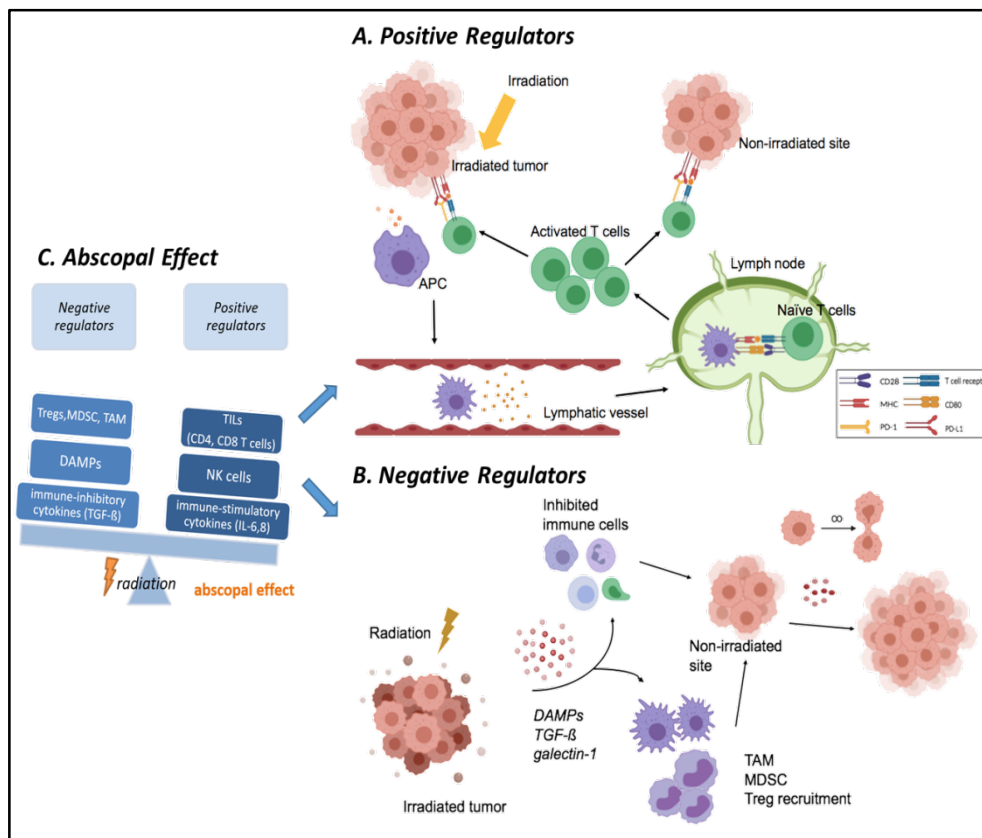 A. Positive Regulators
Irradiation
Irradiated tumor
Non-irradiated site
Activated T cells
APC
Lymph node
Naïve T cells
Lymphatic vessel
CD28
T cell recept
MHC
CD80
PD-1
PD-L1
C. Abscopal Effect
Negative
regulators
Positive
regulators
Tregs,MDSC, TAM
TILs
(CD4, CD8 T cells)
DAMPs
NK cells
immune-inhibitory
cytokines (TGF-ß)
immune-stimulatory
cytokines (IL-6,8)
radiation
abscopal effect
B. Negative Regulators
Inhibited
immune cells
∞
Radiation
Non-irradiated
site
DAMPs
TGF-ß
galectin-1
TAM
MDSC
Treg recruitment
Irradiated tumor